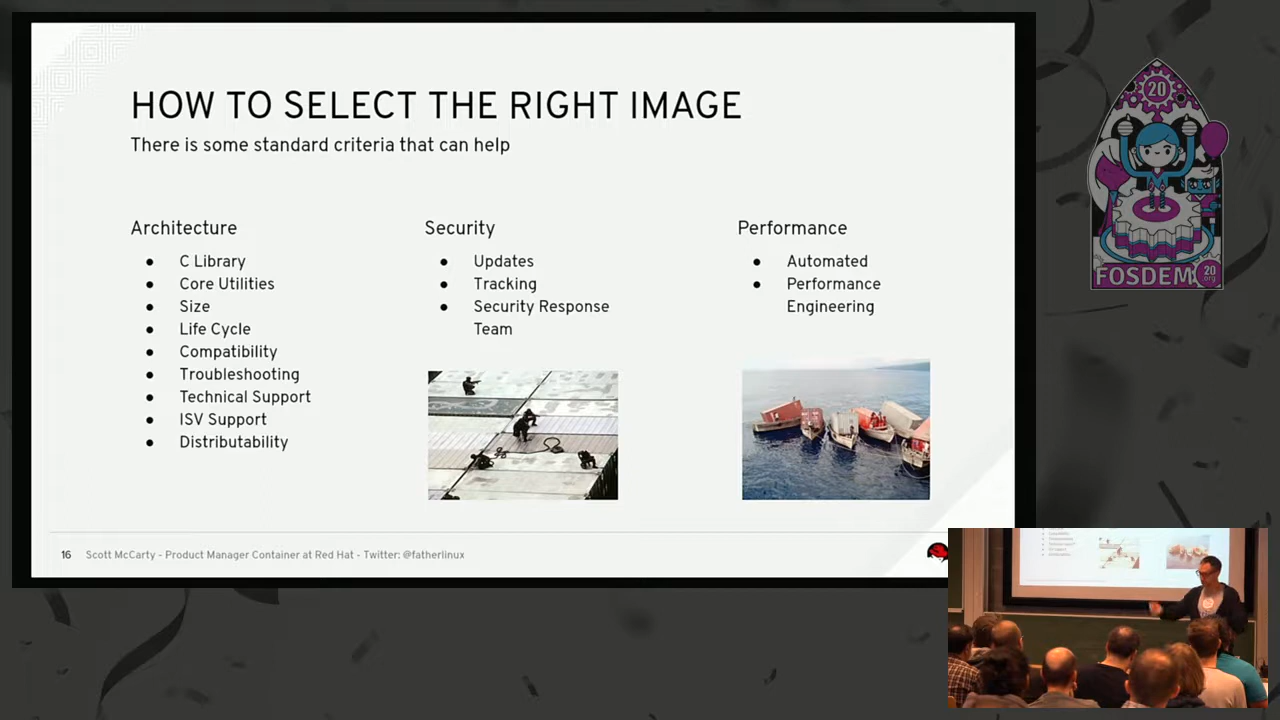 HOW TO SELECT THE RIGHT IMAGE
There is some standard criteria that can help
Architecture
● C Library
● Core Utilities
● Size
● Life Cycle
● Compatibility
● Troubleshooting
● Technical Support
● ISV Support
● Distributability
Security
● Updates
● Tracking
● Security Response
Team
Performance
● Automated
● Performance
Engineering
16 Scott McCarty - Product Manager Container at Red Hat - Twitter: @fatherlinux
20
FOSDEM
20
.org